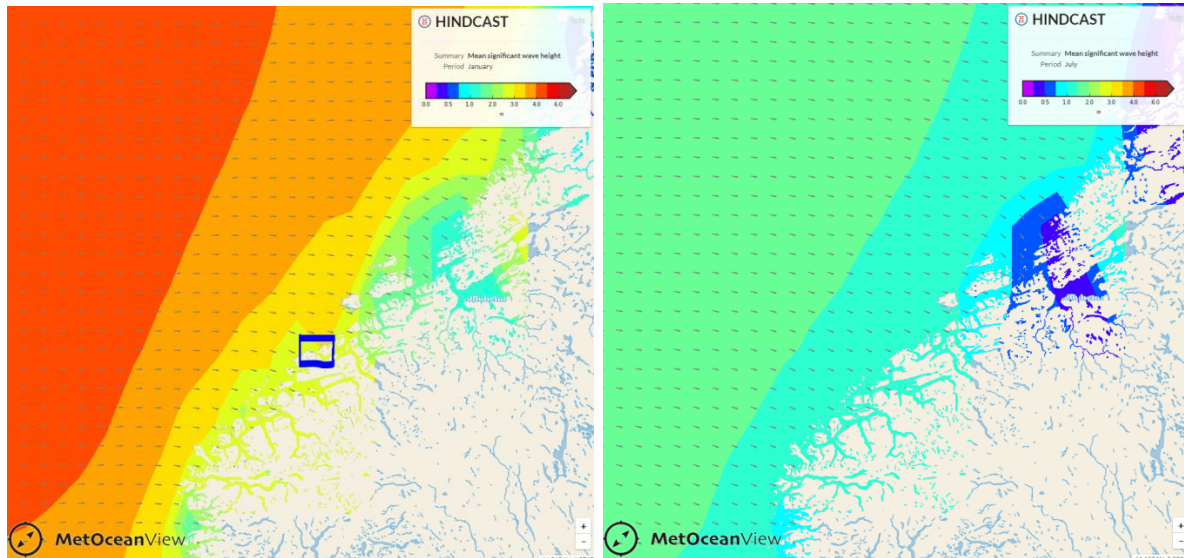 HINDCAST
Summary Mean significant wave height
Period January
0.0 0.5 1.0 2.0 3.0 4.0 6.0
m
MetOceanView
+
−
HINDCAST
Summary Mean significant wave height
Period July
0.0 0.5 1.0 2.0 3.0 4.0 6.0
m
MetOceanView
+
−